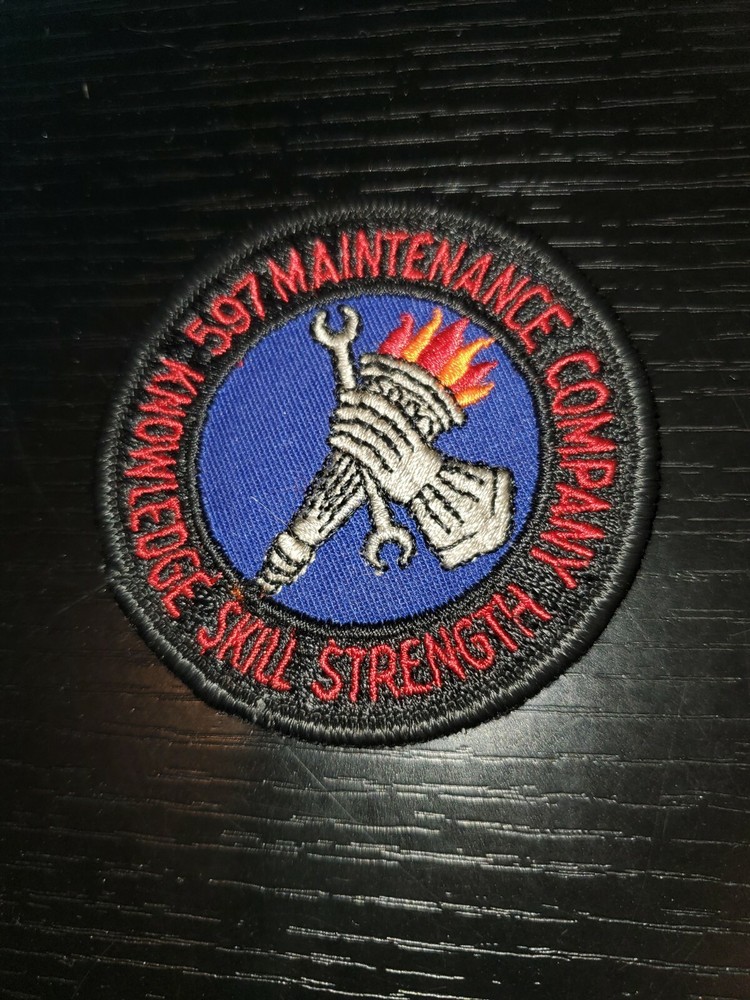 597 MAINTENANCE COMPANY
KNOWLEDGE SKILL STRENGTH